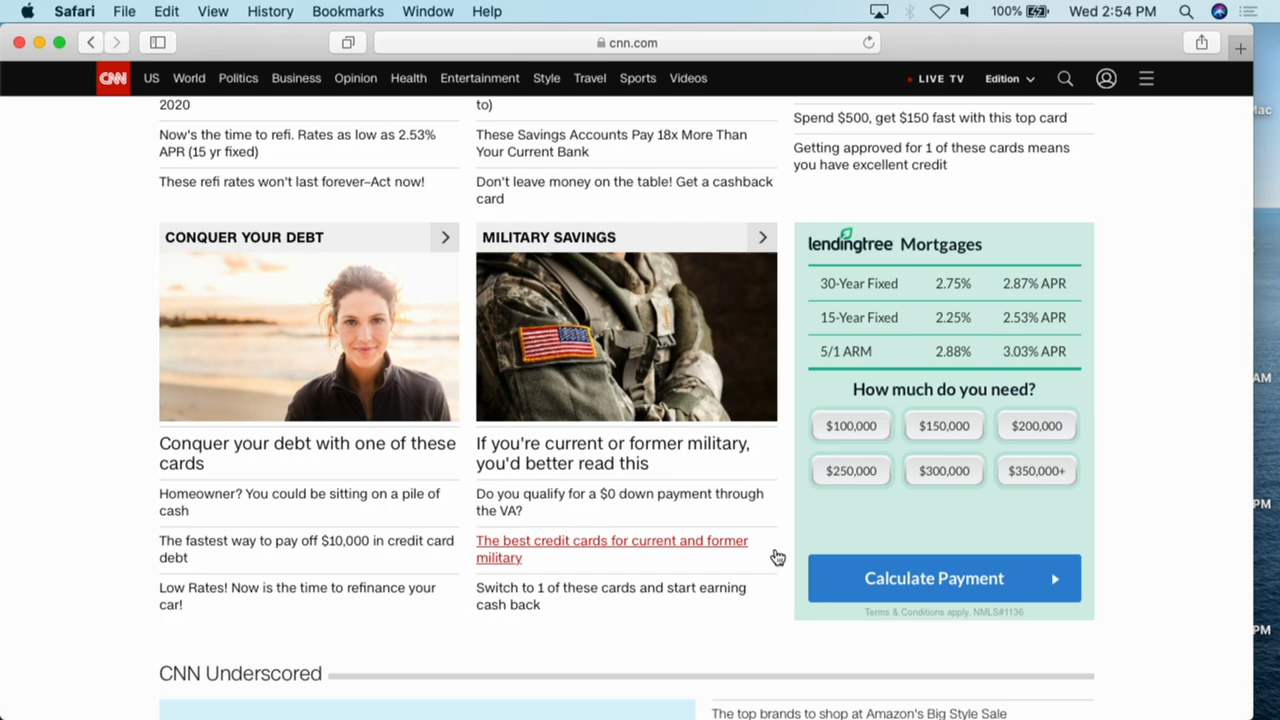 Safari File Edit View History Bookmarks Window Help 100% Wed 2:54 PM
cnn.com
CNN US World Politics Business Opinion Health Entertainment Style Travel Sports Videos LIVE TV Edition
2020
Now's the time to refi. Rates as low as 2.53%
APR (15 yr fixed)
These refi rates won't last forever–Act now!
to)
These Savings Accounts Pay 18x More Than
Your Current Bank
Don't leave money on the table! Get a cashback
card
Spend $500, get $150 fast with this top card
Getting approved for 1 of these cards means
you have excellent credit
CONQUER YOUR DEBT
Conquer your debt with one of these
cards
Homeowner? You could be sitting on a pile of
cash
The fastest way to pay off $10,000 in credit card
debt
Low Rates! Now is the time to refinance your
car!
MILITARY SAVINGS
If you're current or former military,
you'd better read this
Do you qualify for a $0 down payment through
the VA?
The best credit cards for current and former
military
Switch to 1 of these cards and start earning
cash back
lendingtree Mortgages
30-Year Fixed 2.75% 2.87% APR
15-Year Fixed 2.25% 2.53% APR
5/1 ARM 2.88% 3.03% APR
How much do you need?
$100,000 $150,000 $200,000
$250,000 $300,000 $350,000+
Calculate Payment
Terms & Conditions apply. NMLS#1136
CNN Underscored
The top brands to shop at Amazon's Big Style Sale
Mac
AM
PM
PM